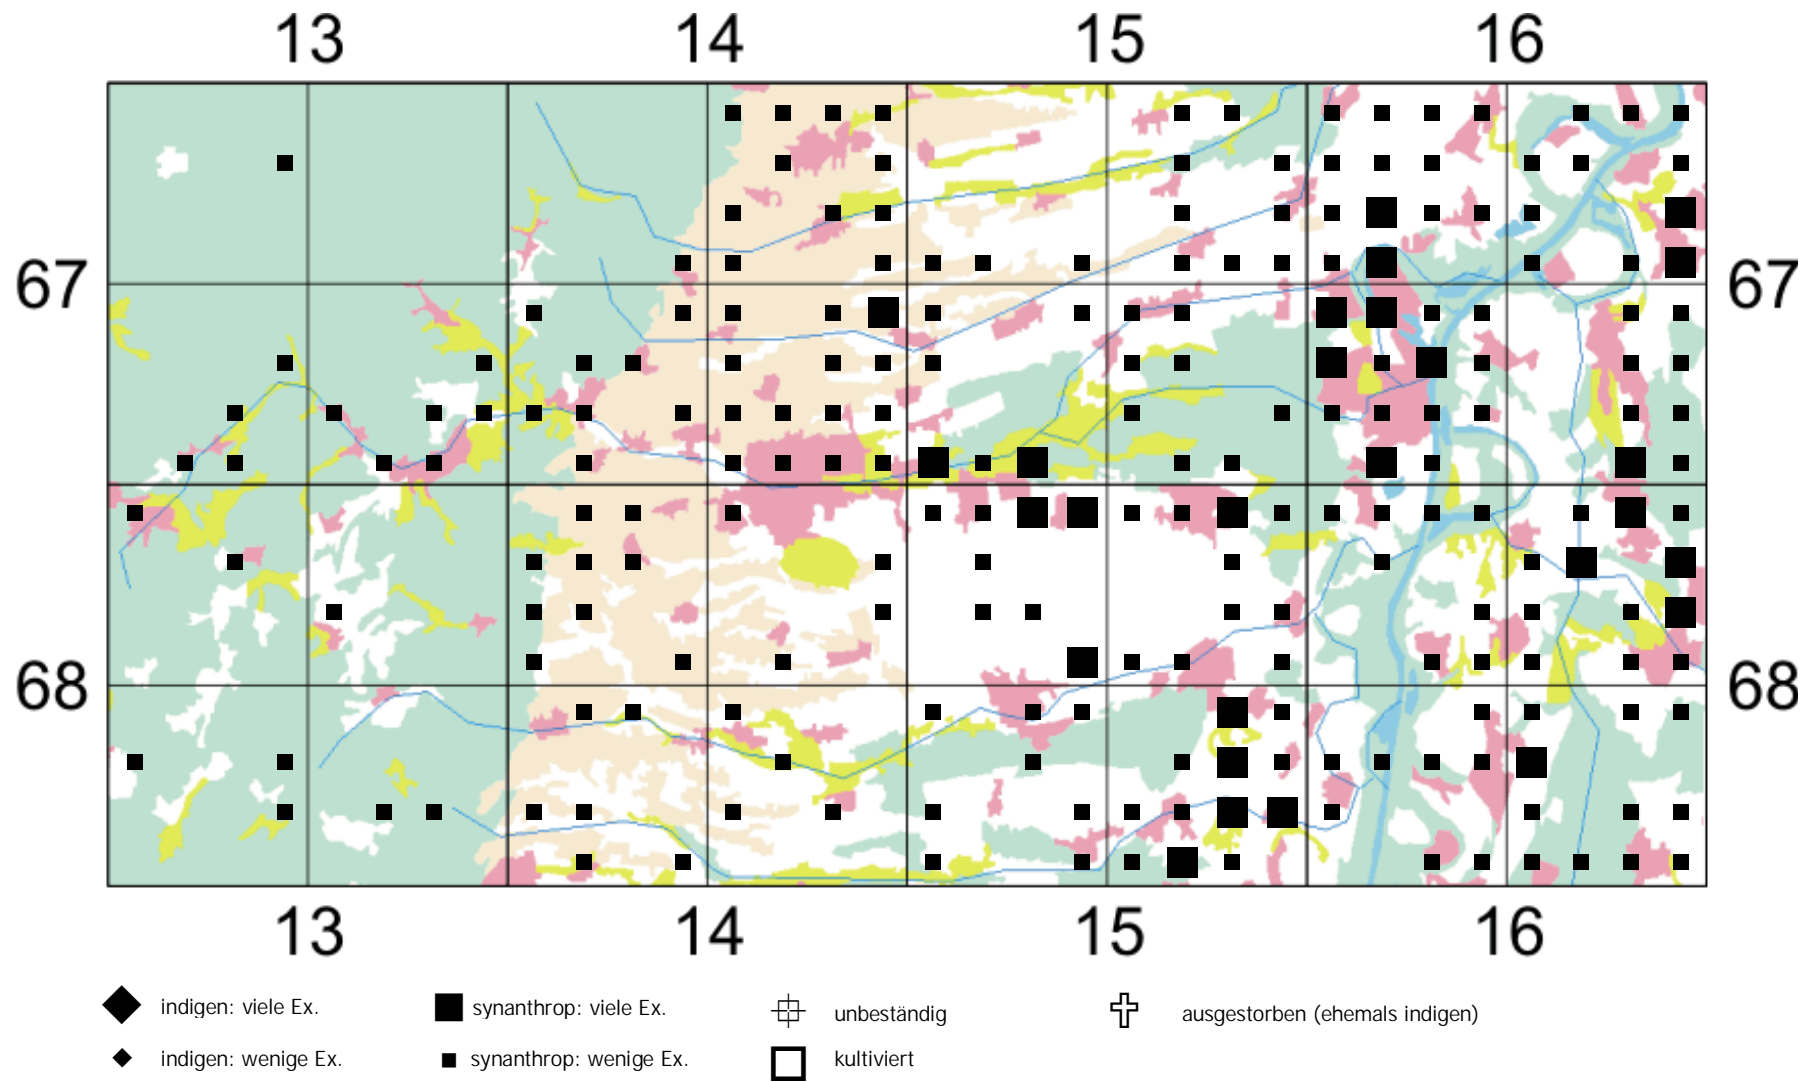 13 14 15 16
67 67
68 68
13 14 15 16
indigen: viele Ex. synanthrop: viele Ex. unbeständig ausgestorben (ehemals indigen)
indigen: wenige Ex. synanthrop: wenige Ex. kultiviert